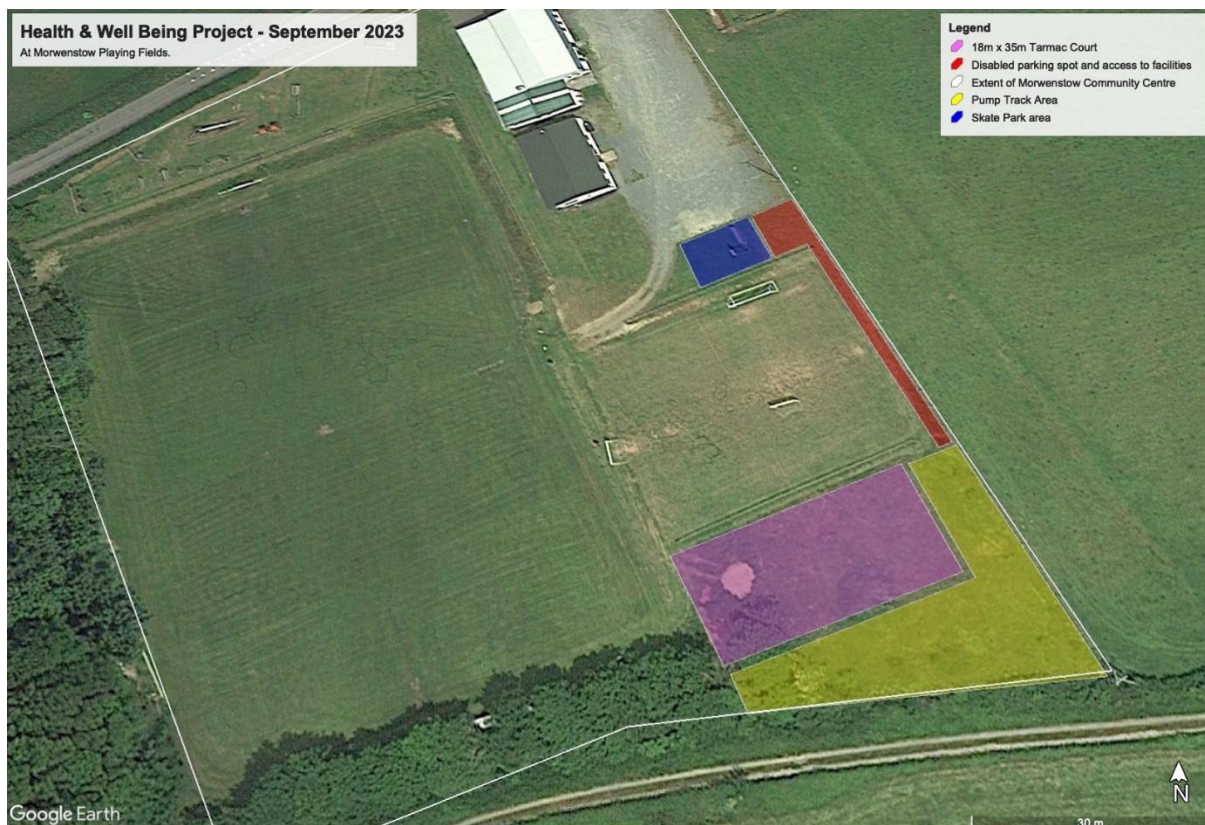 Health & Well Being Project - September 2023
At Morwenstow Playing Fields.
Legend
18m x 35m Tarmac Court
Disabled parking spot and access to facilities
Extent of Morwenstow Community Centre
Pump Track Area
Skate Park area
N
Google Earth
30 m